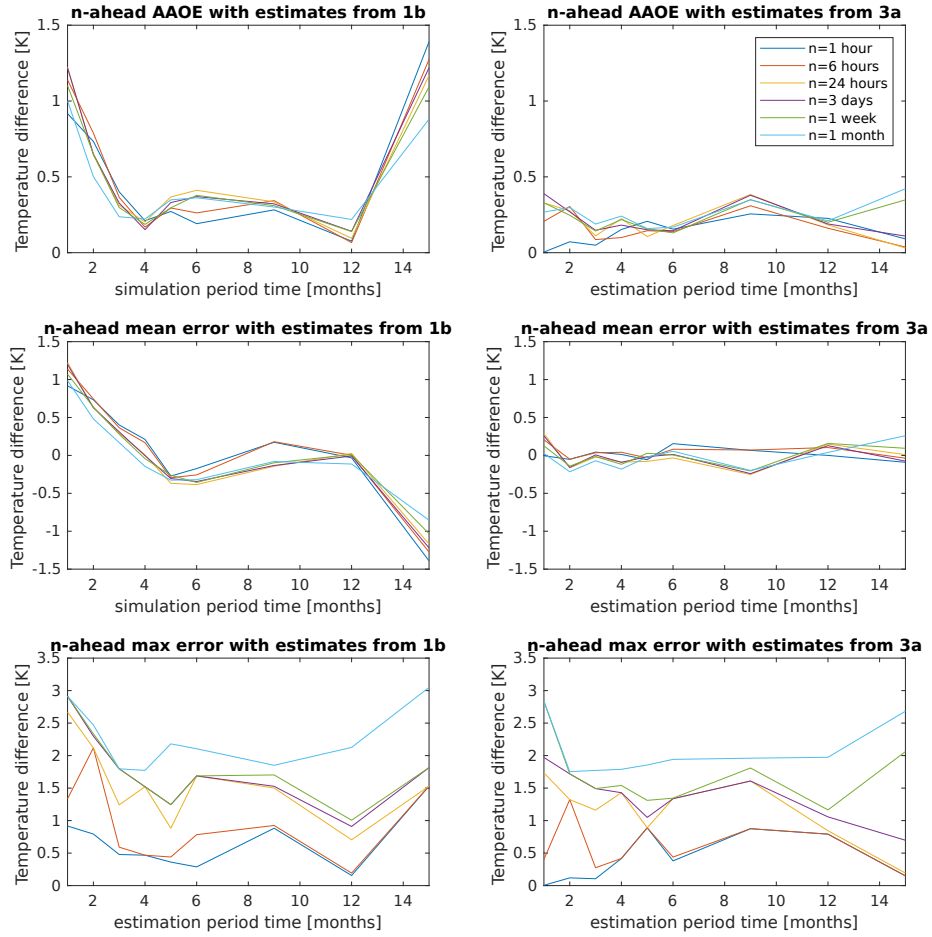 n-ahead AAOE with estimates from 1b
Temperature difference [K]
1.5
1
0.5
0
2 4 6 8 10 12 14
simulation period time [months]
n-ahead AAOE with estimates from 3a
Temperature difference [K]
1.5
1
0.5
0
n=1 hour
n=6 hours
n=24 hours
n=3 days
n=1 week
n=1 month
2 4 6 8 10 12 14
estimation period time [months]
n-ahead mean error with estimates from 1b
Temperature difference [K]
1.5
1
0.5
0
-0.5
-1
-1.5
2 4 6 8 10 12 14
simulation period time [months]
n-ahead mean error with estimates from 3a
Temperature difference [K]
1.5
1
0.5
0
-0.5
-1
-1.5
2 4 6 8 10 12 14
estimation period time [months]
n-ahead max error with estimates from 1b
Temperature difference [K]
3.5
3
2.5
2
1.5
1
0.5
0
2 4 6 8 10 12 14
estimation period time [months]
n-ahead max error with estimates from 3a
Temperature difference [K]
3.5
3
2.5
2
1.5
1
0.5
0
2 4 6 8 10 12 14
estimation period time [months]